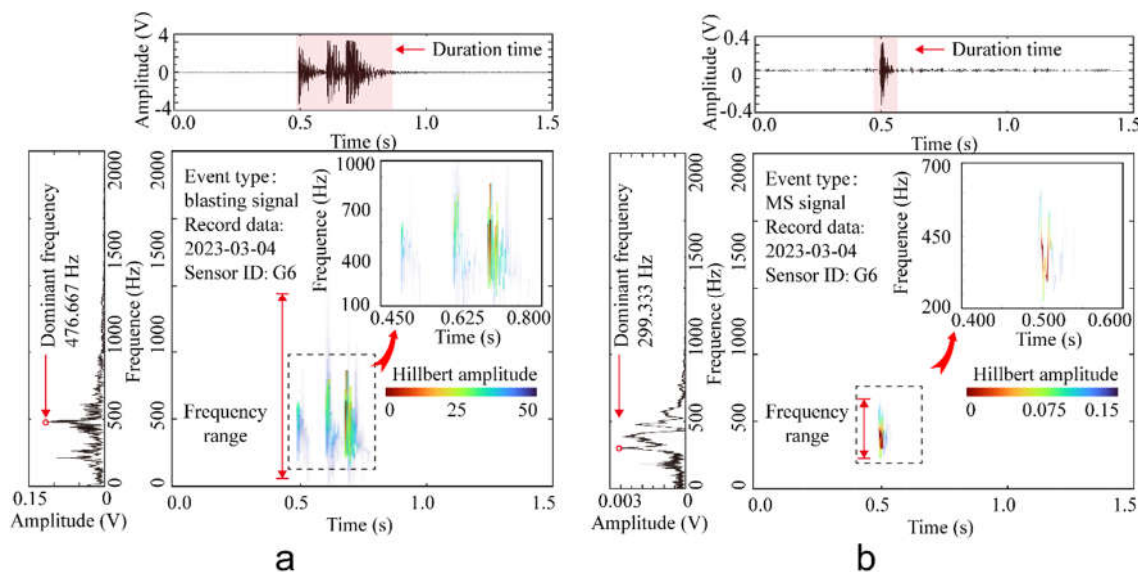 4
0
-4
Amplitude (V)
Duration time
0.0
0.5
1.0
1.5
Time (s)
Dominant frequency
476.667 Hz
0.15
0
Amplitude (V)
2000
1500
1000
500
0
Frequency (Hz)
Event type:
blasting signal
Record data:
2023-03-04
Sensor ID: G6
Frequency (Hz)
1000
700
400
100
0.450
0.625
0.800
Time (s)
Hillbert amplitude
0
25
50
Frequency
range
0.0
0.5
1.0
1.5
Time (s)
a
0.4
0
-0.4
Amplitude (V)
Duration time
0.0
0.5
1.0
1.5
Time (s)
Dominant frequency
299.333 Hz
0.003
0
Amplitude (V)
2000
1500
1000
500
0
Frequency (Hz)
Event type:
MS signal
Record data:
2023-03-04
Sensor ID: G6
Frequency (Hz)
700
450
200
0.400
0.500
0.600
Time (s)
Hillbert amplitude
0
0.075
0.15
Frequency
range
0.0
0.5
1.0
1.5
Time (s)
b